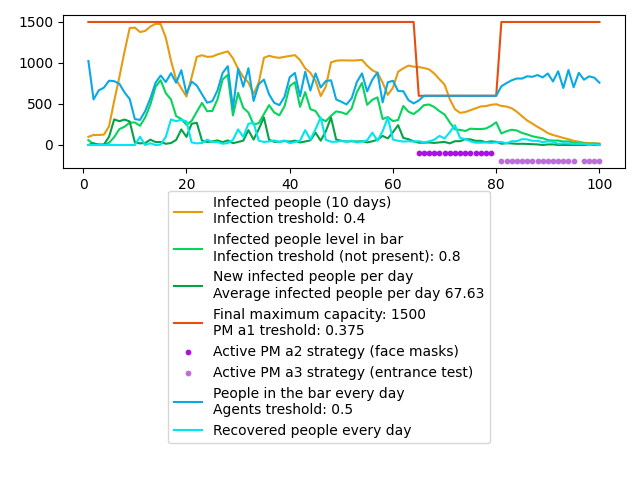 1500
1000
500
0
0 20 40 60 80 100
Infected people (10 days)
Infection treshold: 0.4
Infected people level in bar
Infection treshold (not present): 0.8
New infected people per day
Average infected people per day 67.63
Final maximum capacity: 1500
PM a1 treshold: 0.375
Active PM a2 strategy (face masks)
Active PM a3 strategy (entrance test)
People in the bar every day
Agents treshold: 0.5
Recovered people every day